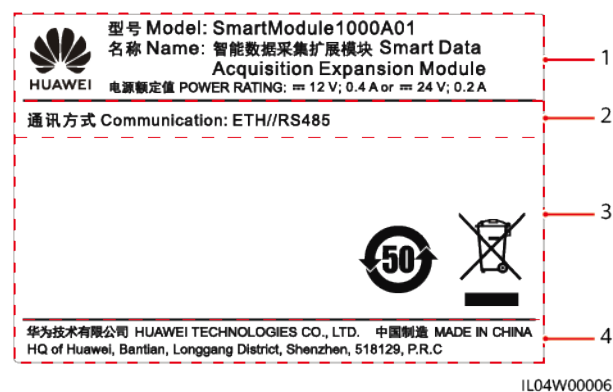 型号 Model: SmartModule1000A01
名称 Name: 智能数据采集扩展模块 Smart Data
Acquisition Expansion Module
HUAWEI
电源额定值 POWER RATING: ⎓ 12 V; 0.4 A or ⎓ 24 V; 0.2 A
1
通讯方式 Communication: ETH//RS485
2
3
50
华为技术有限公司 HUAWEI TECHNOLOGIES CO., LTD. 中国制造 MADE IN CHINA
HQ of Huawei, Bantian, Longgang District, Shenzhen, 518129, P.R.C
4
IL04W00006